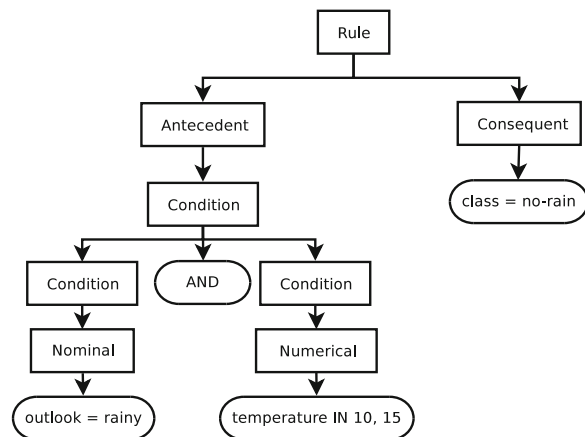 Rule
Antecedent
Consequent
Condition
class = no-rain
Condition
AND
Condition
Nominal
Numerical
outlook = rainy
temperature IN 10, 15